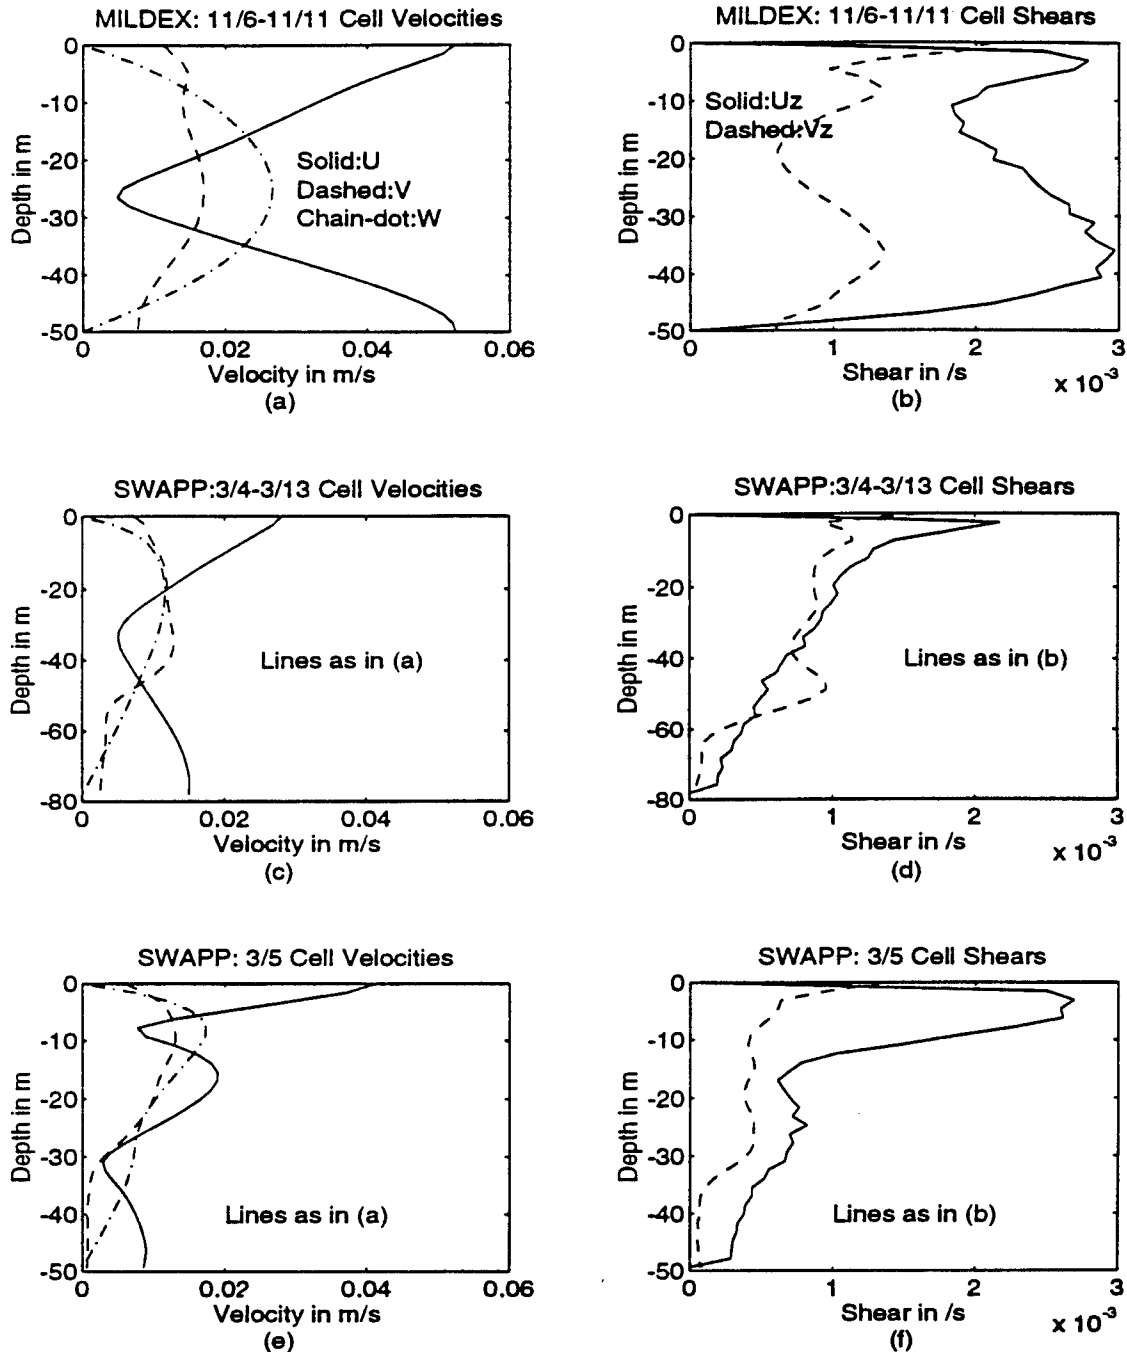 MILDEX: 11/6-11/11 Cell Velocities
0
-10
-20
-30
-40
-50
Depth in m
Solid:U
Dashed:V
Chain-dot:W
0
0.02
0.04
0.06
Velocity in m/s
(a)
MILDEX: 11/6-11/11 Cell Shears
0
-10
-20
-30
-40
-50
Depth in m
Solid:Uz
Dashed:Vz
0
1
2
3
Shear in /s
x 10-3
(b)
SWAPP:3/4-3/13 Cell Velocities
0
-20
-40
-60
-80
Depth in m
Lines as in (a)
0
0.02
0.04
0.06
Velocity in m/s
(c)
SWAPP:3/4-3/13 Cell Shears
0
-20
-40
-60
-80
Depth in m
Lines as in (b)
0
1
2
3
Shear in /s
x 10-3
(d)
SWAPP: 3/5 Cell Velocities
0
-10
-20
-30
-40
-50
Depth in m
Lines as in (a)
0
0.02
0.04
0.06
Velocity in m/s
(e)
SWAPP: 3/5 Cell Shears
0
-10
-20
-30
-40
-50
Depth in m
Lines as in (b)
0
1
2
3
Shear in /s
x 10-3
(f)